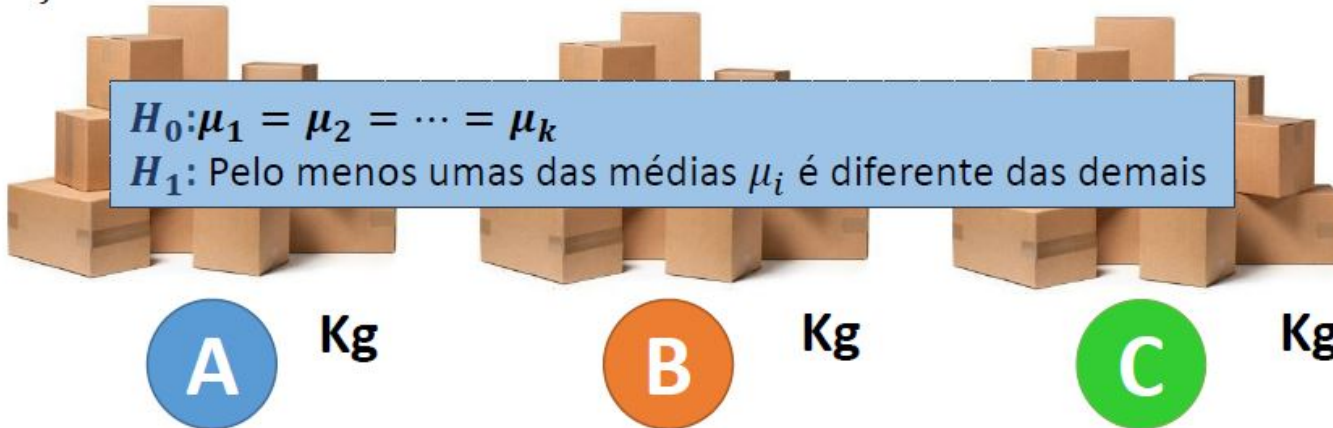 H₀: μ₁ = μ₂ = ⋯ = μₖ
H₁: Pelo menos umas das médias μᵢ é diferente das demais
A Kg B Kg C Kg